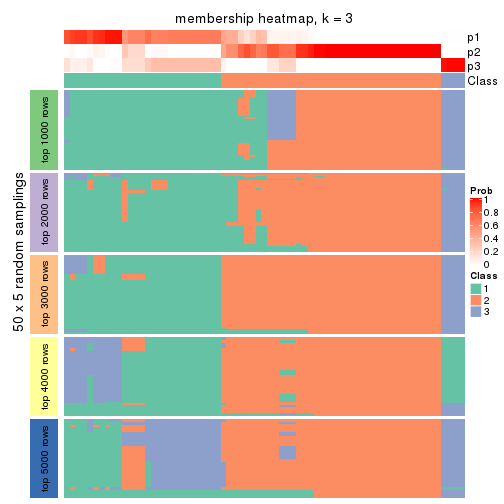 membership heatmap, k = 3
p1
p2
p3
Class
50 x 5 random samplings
top 1000 rows
top 2000 rows
top 3000 rows
top 4000 rows
top 5000 rows
Prob
1
0.8
0.6
0.4
0.2
0
Class
1
2
3